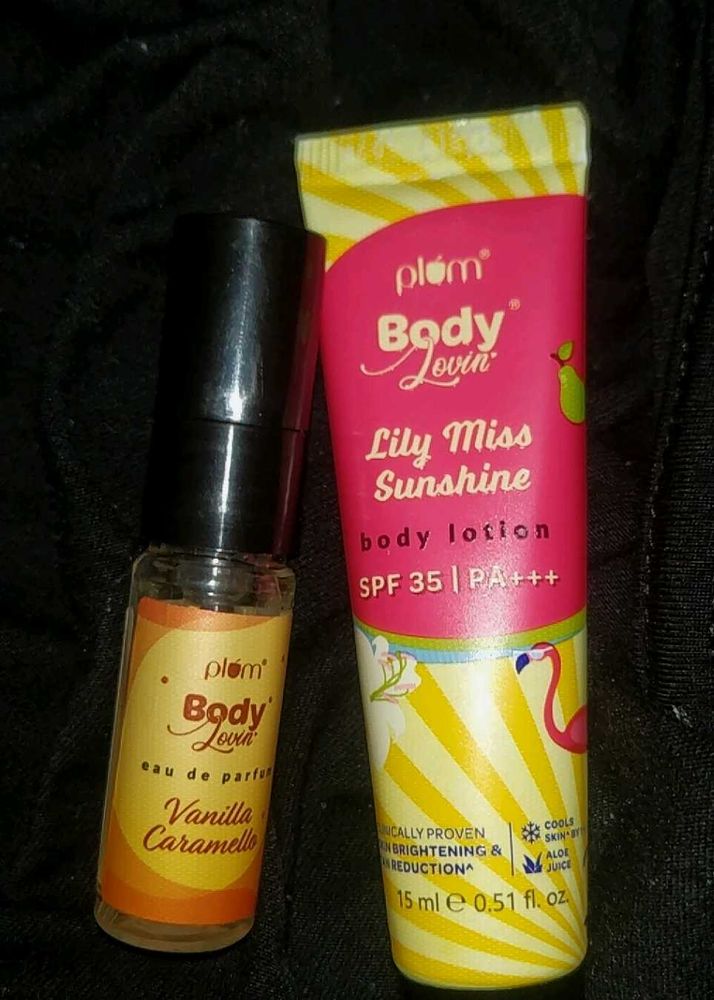 plum®
Body®
Lovin'
eau de parfum
Vanilla
Caramello
plum®
Body®
Lovin'
Lily Miss
Sunshine
body lotion
SPF 35 | PA+++
PROVEN
BRIGHTENING &
REDUCTION^
COOLS
SKIN^ BY
ALOE
JUICE
15 ml e 0.51 fl. oz.